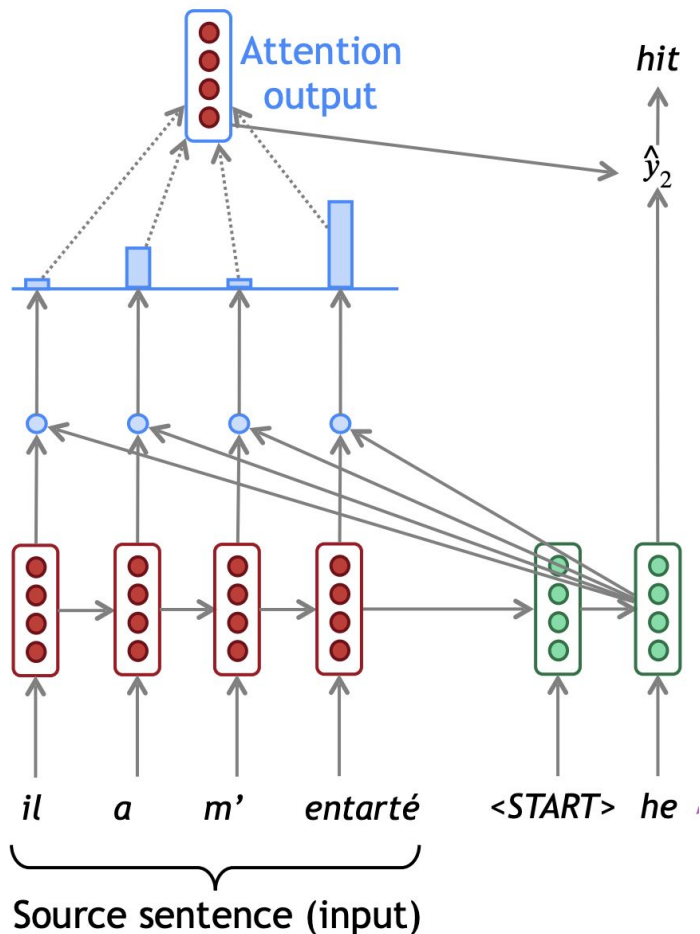 Attention
output
hit
ŷ₂
il a m’ entarté <START> he
Source sentence (input)